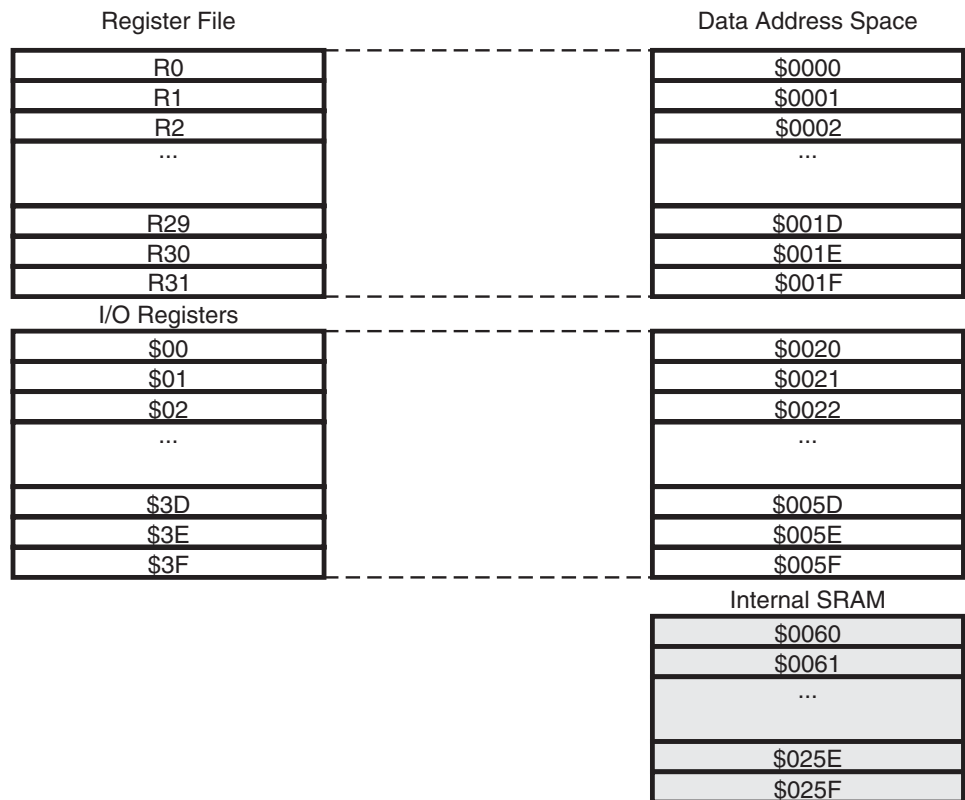 Register File
Data Address Space
R0
$0000
R1
$0001
R2
$0002
...
...
R29
$001D
R30
$001E
R31
$001F
I/O Registers
$00
$0020
$01
$0021
$02
$0022
...
...
$3D
$005D
$3E
$005E
$3F
$005F
Internal SRAM
$0060
$0061
...
$025E
$025F